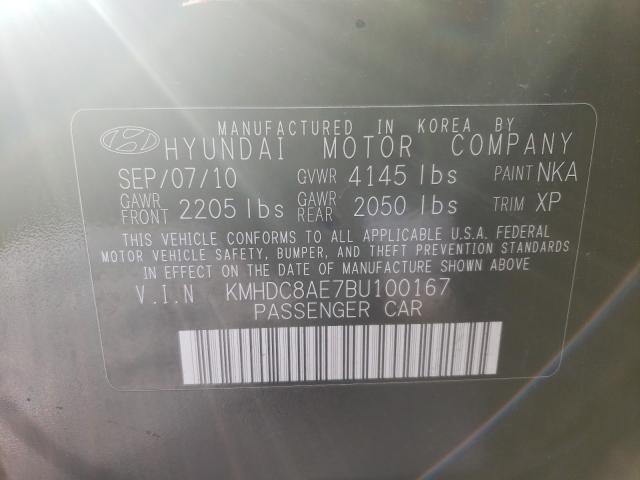 MANUFACTURED IN KOREA BY
HYUNDAI MOTOR COMPANY
SEP/07/10 GVWR 4145 lbs PAINT NKA
GAWR FRONT 2205 lbs GAWR REAR 2050 lbs TRIM XP
THIS VEHICLE CONFORMS TO ALL APPLICABLE U.S.A. FEDERAL
MOTOR VEHICLE SAFETY, BUMPER, AND THEFT PREVENTION STANDARDS
IN EFFECT ON THE DATE OF MANUFACTURE SHOWN ABOVE
V.I.N KMHDC8AE7BU100167
PASSENGER CAR